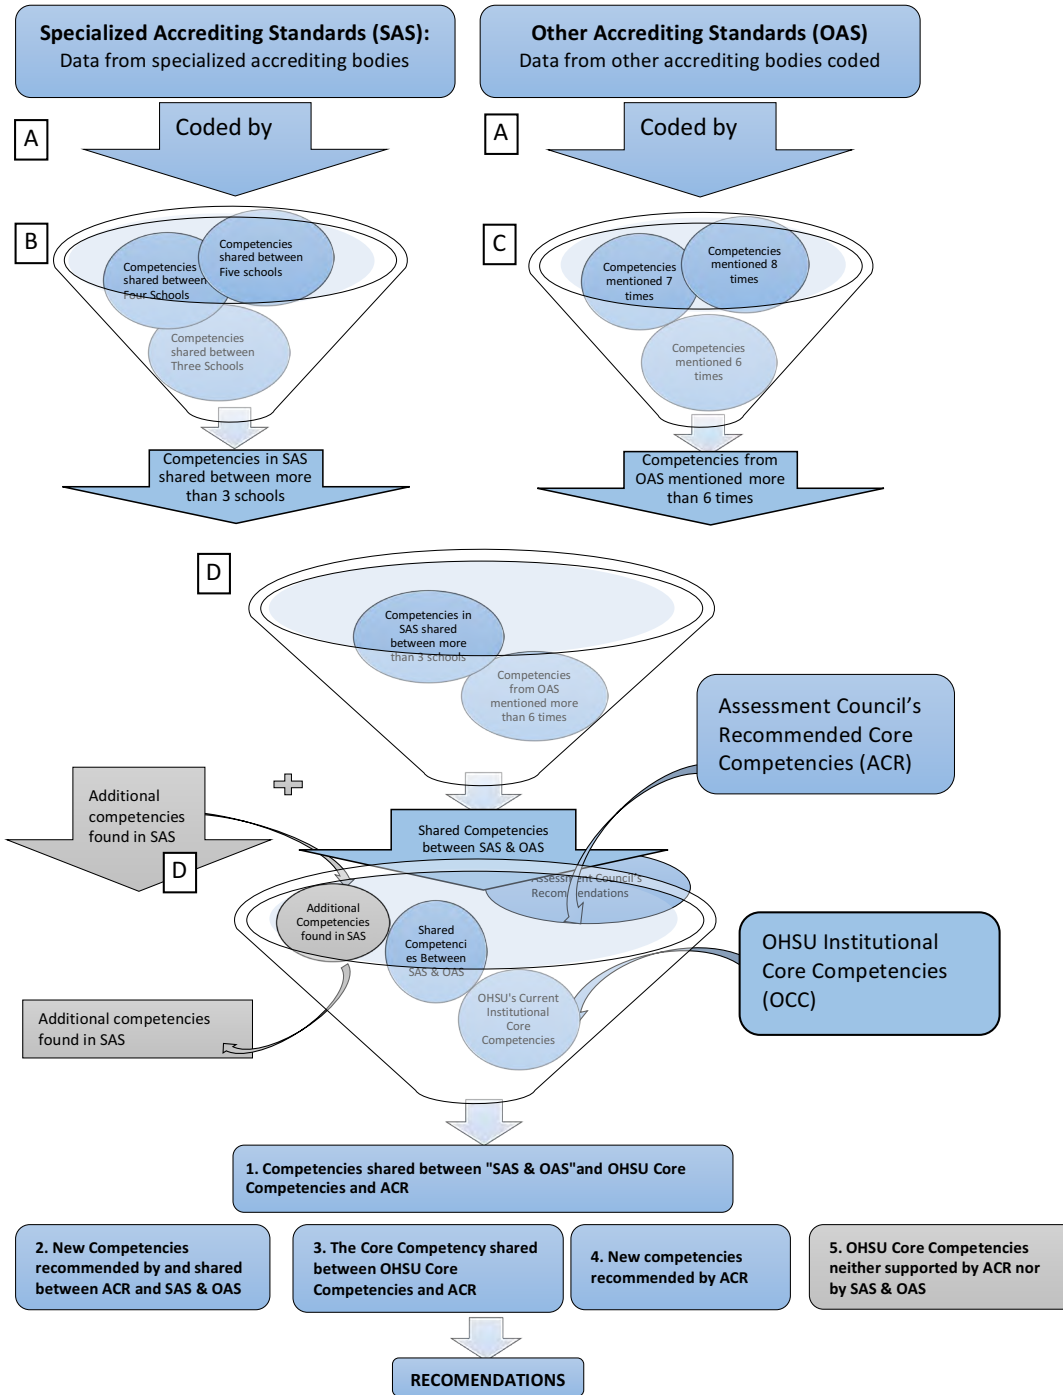 Specialized Accrediting Standards (SAS):
Data from specialized accrediting bodies
Other Accrediting Standards (OAS)
Data from other accrediting bodies coded
A
Coded by
A
Coded by
B
Competencies
shared between
Five schools
Competencies
shared between
Four Schools
Competencies
shared between
Three Schools
C
Competencies
mentioned 8
times
Competencies
mentioned 7
times
Competencies
mentioned 6
times
Competencies in SAS
shared between more
than 3 schools
Competencies from
OAS mentioned more
than 6 times
D
Competencies in
SAS shared
between more
than 3 schools
Competencies
from OAS
mentioned more
than 6 times
Assessment Council's
Recommended Core
Competencies (ACR)
Additional
competencies
found in SAS
D
Shared Competencies
between SAS & OAS
Assessment Council's
Recommendations
Additional
Competencies
found in SAS
Shared
Competenci
es Between
SAS & OAS
OHSU's Current
Institutional
Core
Competencies
OHSU Institutional
Core Competencies
(OCC)
Additional competencies
found in SAS
1. Competencies shared between "SAS & OAS"and OHSU Core
Competencies and ACR
2. New Competencies
recommended by and shared
between ACR and SAS & OAS
3. The Core Competency shared
between OHSU Core
Competencies and ACR
4. New competencies
recommended by ACR
5. OHSU Core Competencies
neither supported by ACR nor
by SAS & OAS
RECOMENDATIONS